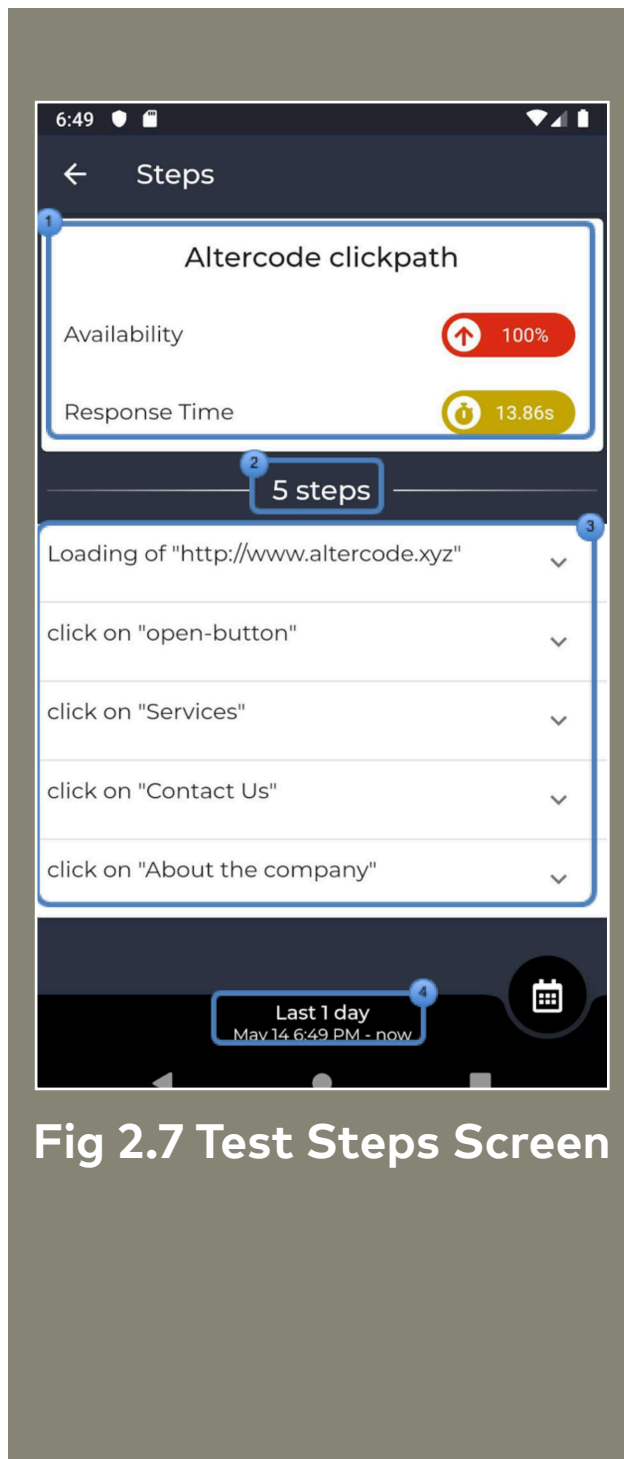 6:49
Steps
1
Altercode clickpath
Availability
100%
Response Time
13.86s
2
5 steps
3
Loading of "http://www.altercode.xyz"
click on "open-button"
click on "Services"
click on "Contact Us"
click on "About the company"
4
Last 1 day
May 14 6:49 PM - now
Fig 2.7 Test Steps Screen